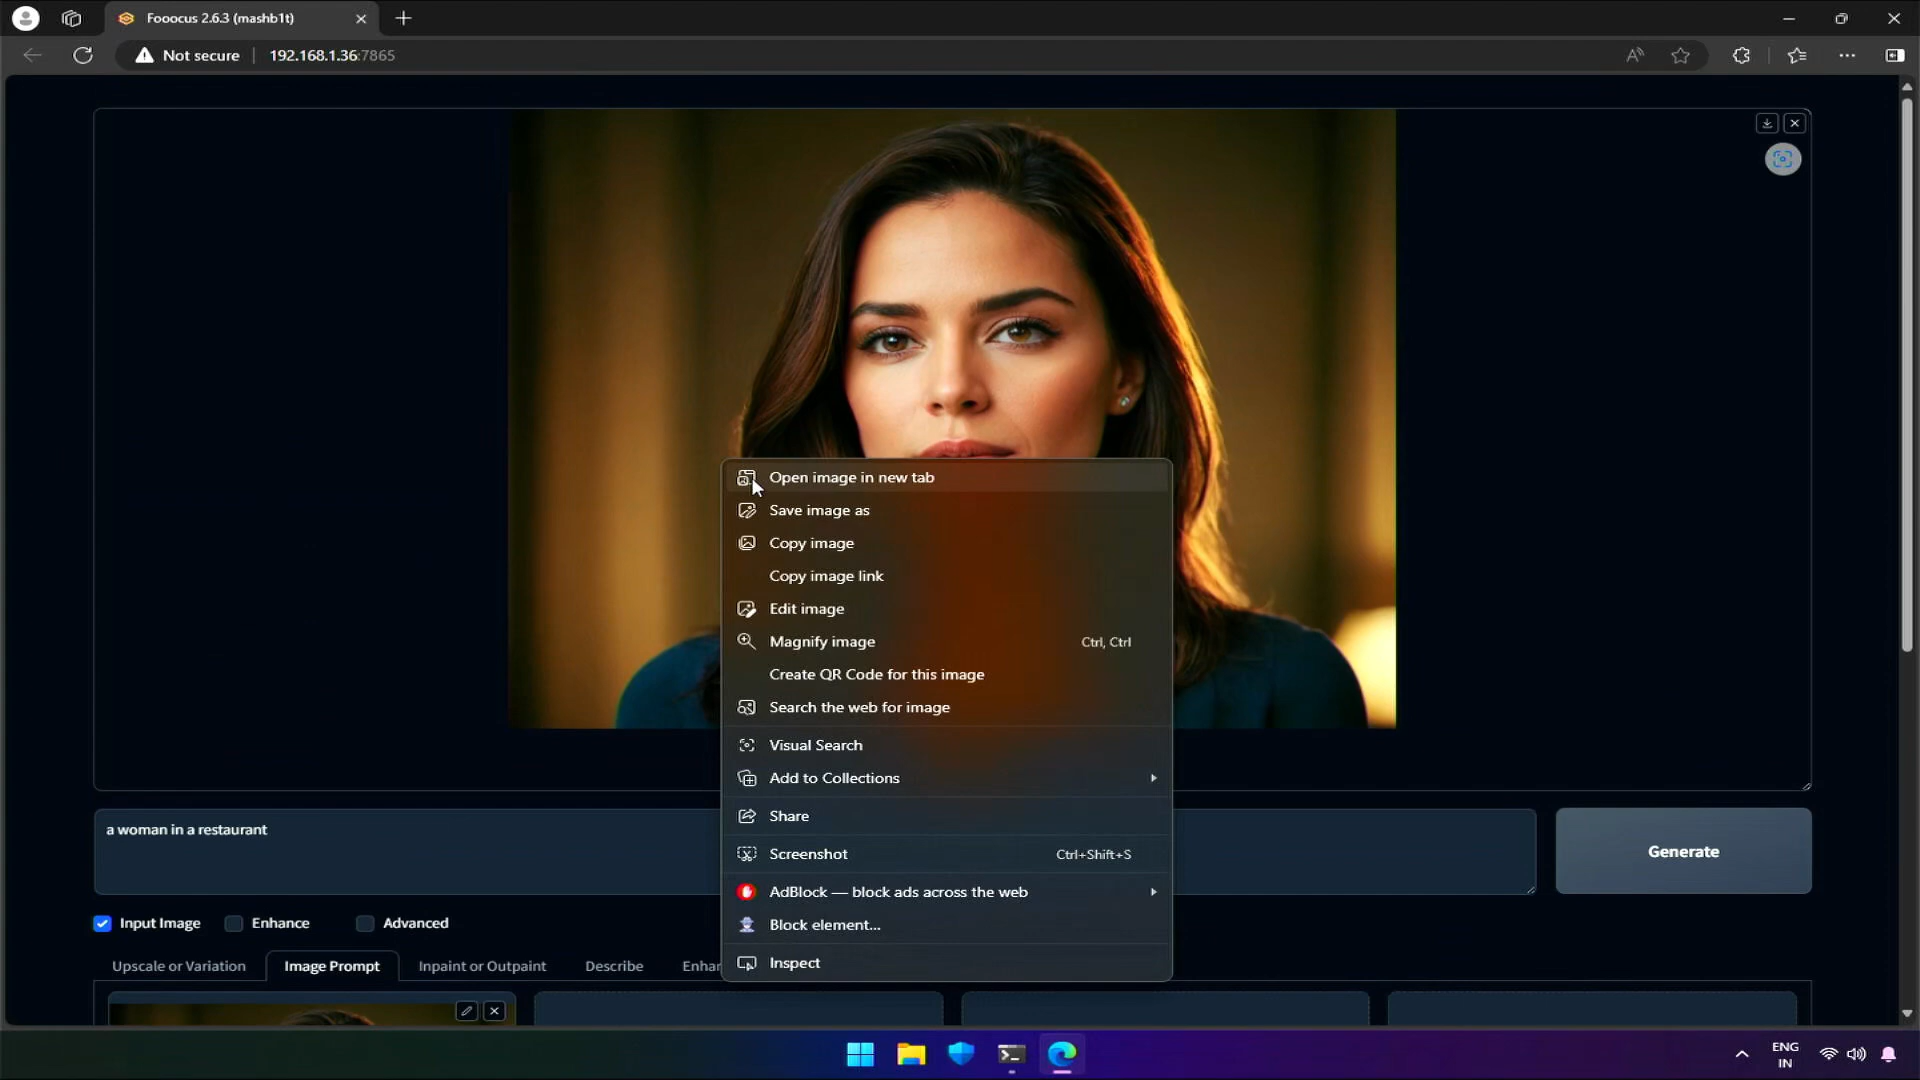 Fooocus 2.6.3 (mashb1t)
Not secure
192.168.1.36:7865
Open image in new tab
Save image as
Copy image
Copy image link
Edit image
Magnify image Ctrl, Ctrl
Create QR Code for this image
Search the web for image
Visual Search
Add to Collections
Share
Screenshot Ctrl+Shift+S
AdBlock — block ads across the web
Block element...
Inspect
a woman in a restaurant
Generate
Input Image Enhance Advanced
Upscale or Variation Image Prompt Inpaint or Outpaint Describe Enhan
ENG
IN